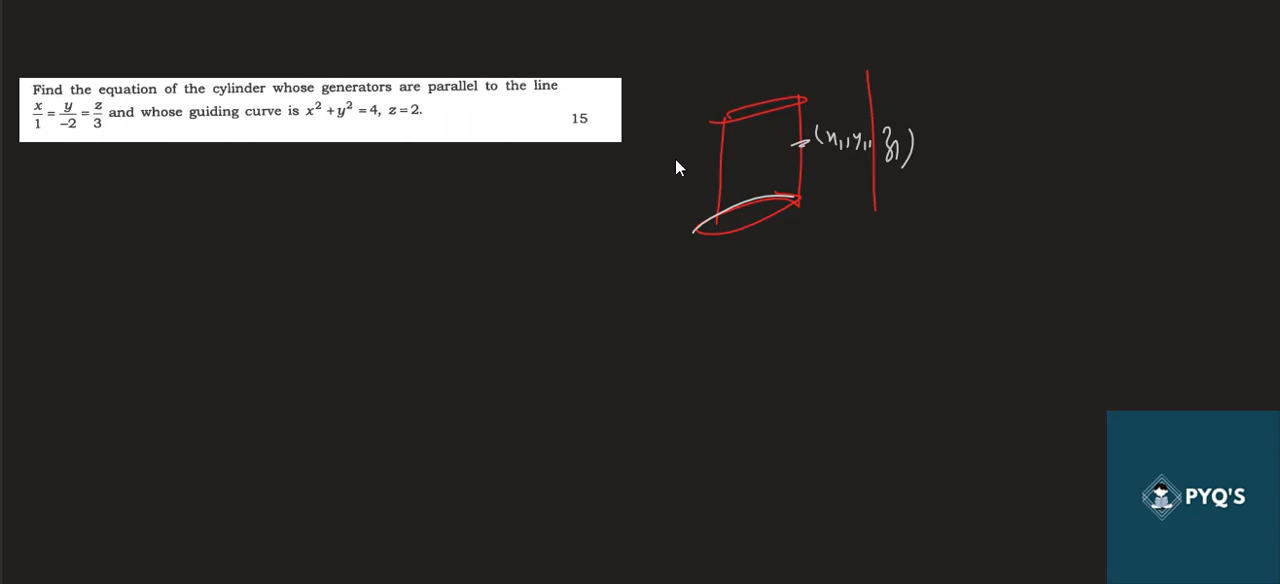 Find the equation of the cylinder whose generators are parallel to the line
x/1 = y/-2 = z/3 and whose guiding curve is x² + y² = 4, z = 2.
15
(x₁, y₁, z₁)
PYQ'S